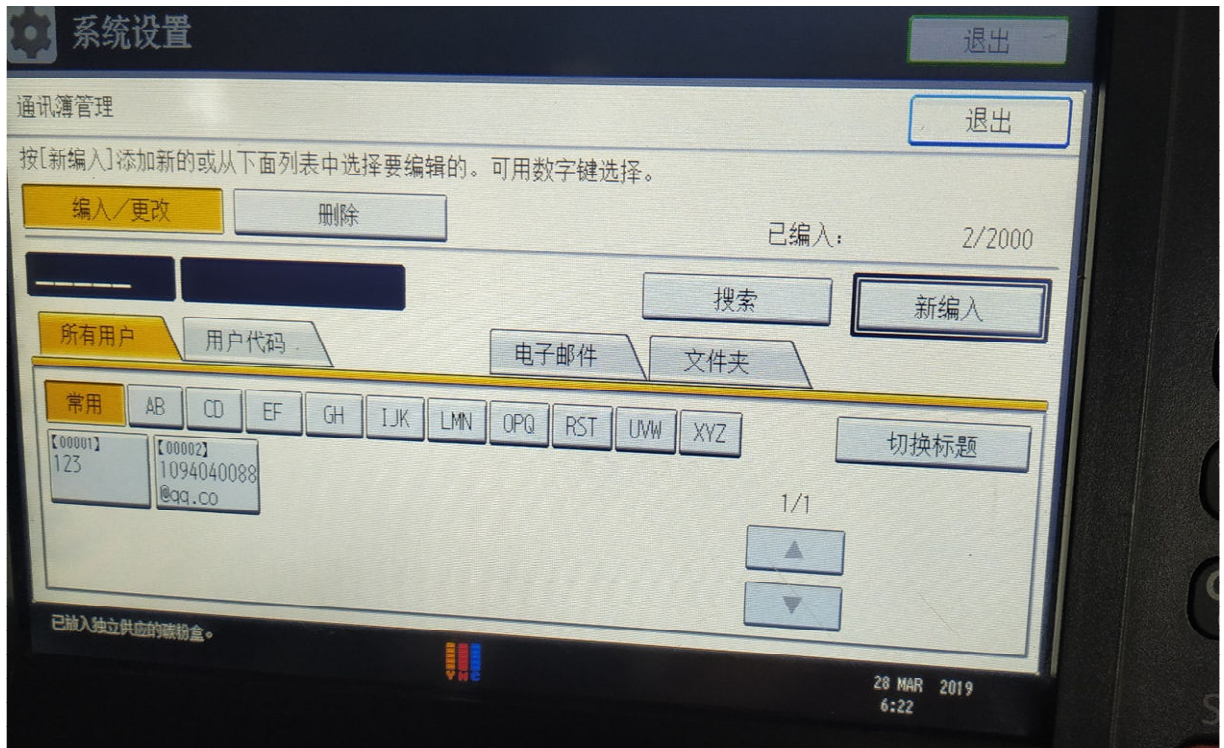 系统设置
退出
通讯簿管理
退出
按[新编入]添加新的或从下面列表中选择要编辑的。可用数字键选择。
编入／更改
删除
已编入：
2/2000
搜索
新编入
所有用户
用户代码
电子邮件
文件夹
常用
AB
CD
EF
GH
IJK
LMN
OPQ
RST
UVW
XYZ
切换标题
【00001】
123
【00002】
1094040088
@qq.co
1/1
已放入独立供应的碳粉盒。
Y M C
28 MAR 2019
6:22